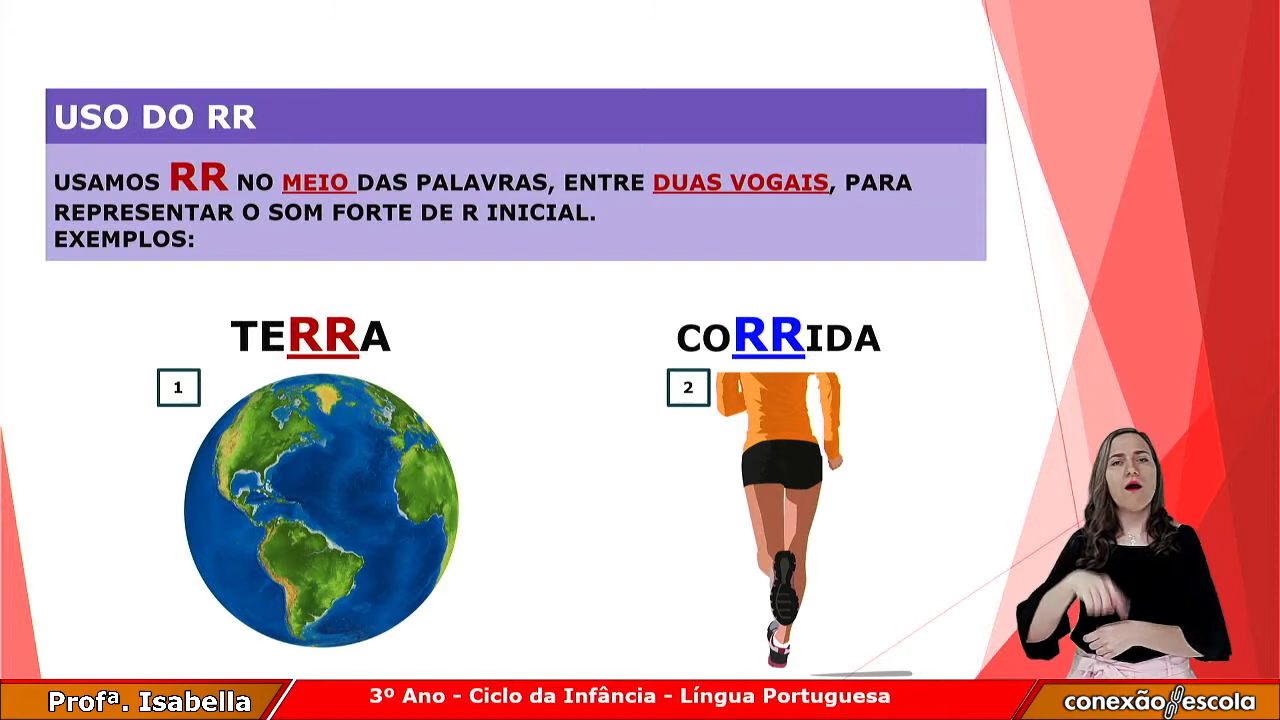 USO DO RR
USAMOS RR NO MEIO DAS PALAVRAS, ENTRE DUAS VOGAIS, PARA
REPRESENTAR O SOM FORTE DE R INICIAL.
EXEMPLOS:
TERRA
CORRIDA
1
2
Profª. Isabella
3º Ano - Ciclo da Infância - Língua Portuguesa
conexão escola